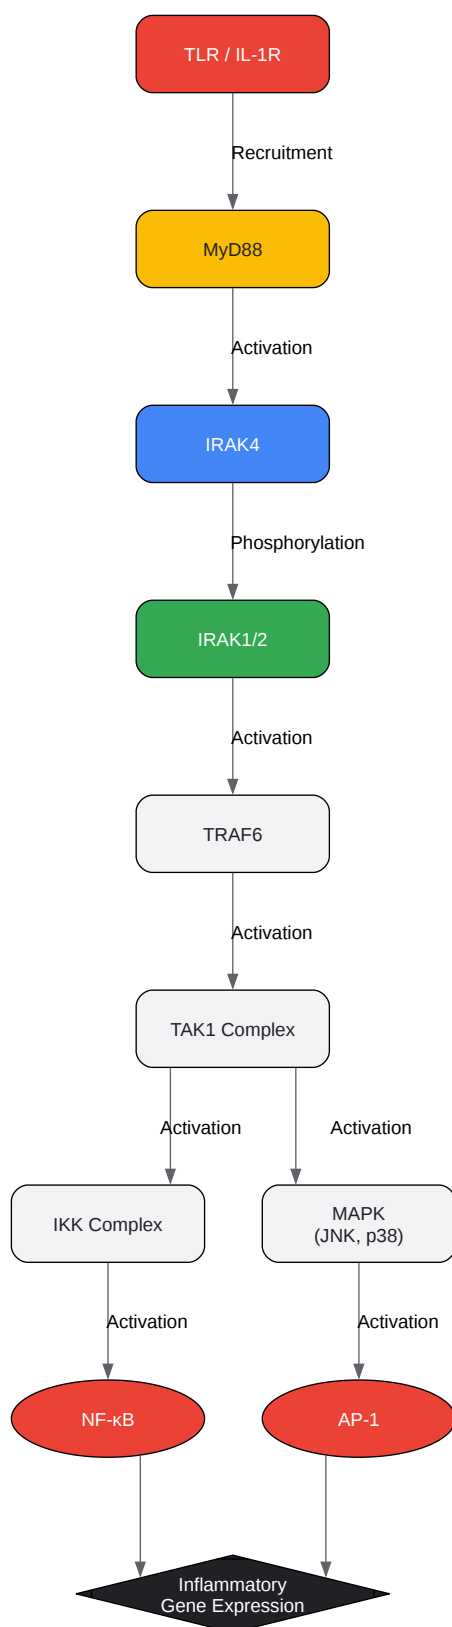 TLR / IL-1R
Recruitment
MyD88
Activation
IRAK4
Phosphorylation
IRAK1/2
Activation
TRAF6
Activation
TAK1 Complex
Activation
Activation
IKK Complex
MAPK
(JNK, p38)
Activation
Activation
NF-κB
AP-1
Inflammatory
Gene Expression